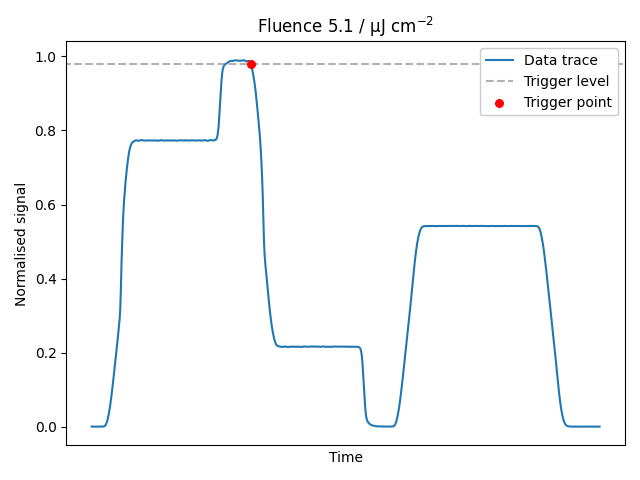 Fluence 5.1 / μJ cm⁻²
Data trace
Trigger level
Trigger point
Normalised signal
1.0
0.8
0.6
0.4
0.2
0.0
Time